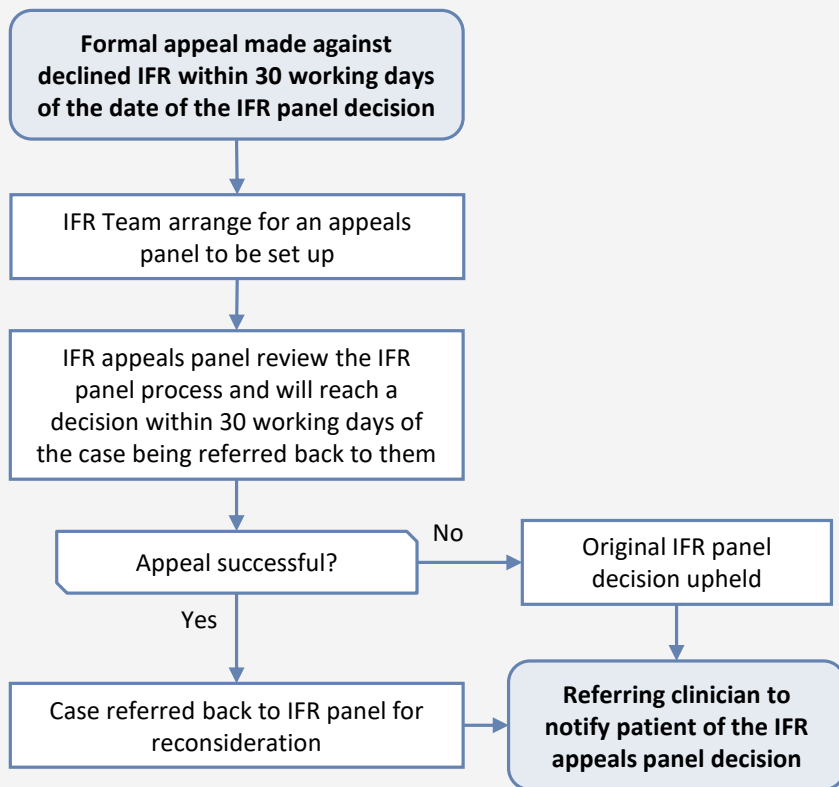 Formal appeal made against
declined IFR within 30 working days
of the date of the IFR panel decision
IFR Team arrange for an appeals
panel to be set up
IFR appeals panel review the IFR
panel process and will reach a
decision within 30 working days of
the case being referred back to them
Appeal successful?
No
Original IFR panel
decision upheld
Yes
Case referred back to IFR panel for
reconsideration
Referring clinician to
notify patient of the IFR
appeals panel decision